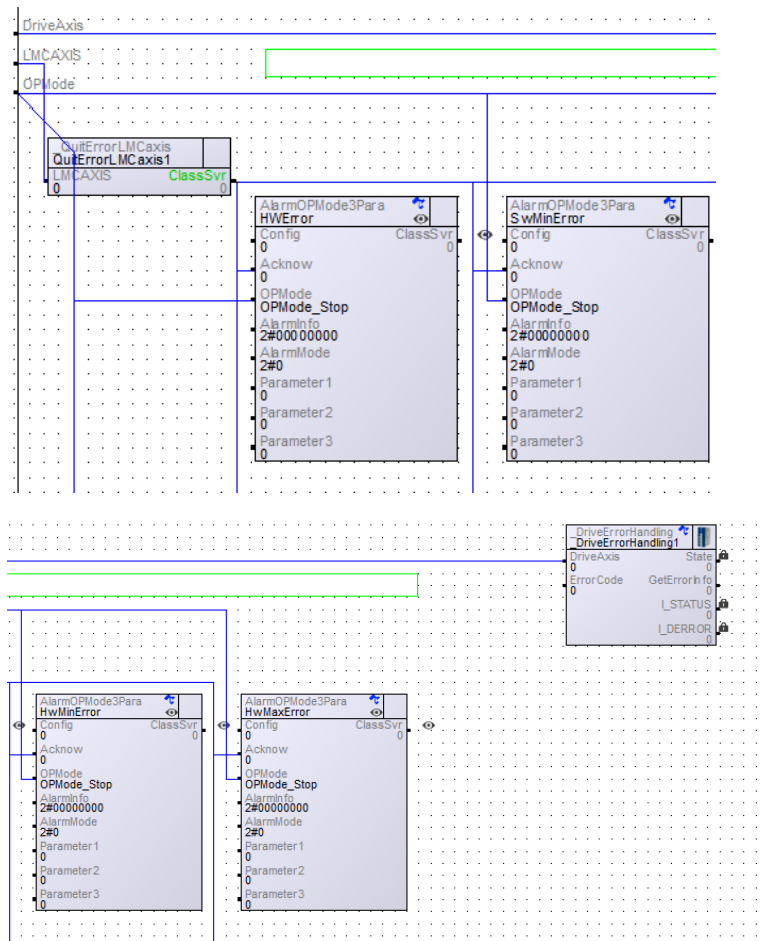 DriveAxis
LMCAXIS
OPMode
_QuitErrorLMCaxis
QuitErrorLMCaxis1
LMCAXIS ClassSvr
0 0
AlarmOPMode3Para
HWError
Config ClassSvr
0 0
Acknow
0
OPMode
OPMode_Stop
AlarmInfo
2#00000000
AlarmMode
2#0
Parameter1
0
Parameter2
0
Parameter3
0
AlarmOPMode3Para
SwMinError
Config ClassSvr
0 0
Acknow
0
OPMode
OPMode_Stop
AlarmInfo
2#00000000
AlarmMode
2#0
Parameter1
0
Parameter2
0
Parameter3
0
_DriveErrorHandling
_DriveErrorHandling1
DriveAxis State
0 0
ErrorCode GetErrorInfo
0 0
I_STATUS
0
I_DERROR
0
AlarmOPMode3Para
HwMinError
Config ClassSvr
0 0
Acknow
0
OPMode
OPMode_Stop
AlarmInfo
2#00000000
AlarmMode
2#0
Parameter1
0
Parameter2
0
Parameter3
0
AlarmOPMode3Para
HwMaxError
Config ClassSvr
0 0
Acknow
0
OPMode
OPMode_Stop
AlarmInfo
2#00000000
AlarmMode
2#0
Parameter1
0
Parameter2
0
Parameter3
0